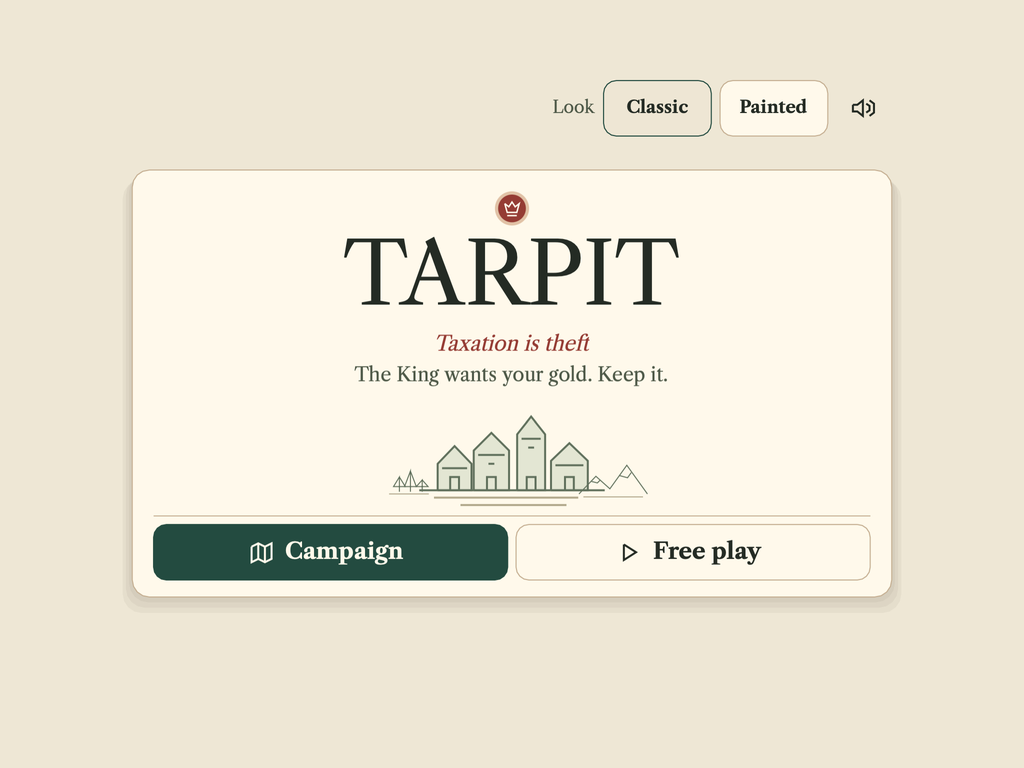 Look Classic Painted
TARPIT
Taxation is theft
The King wants your gold. Keep it.
Campaign Free play